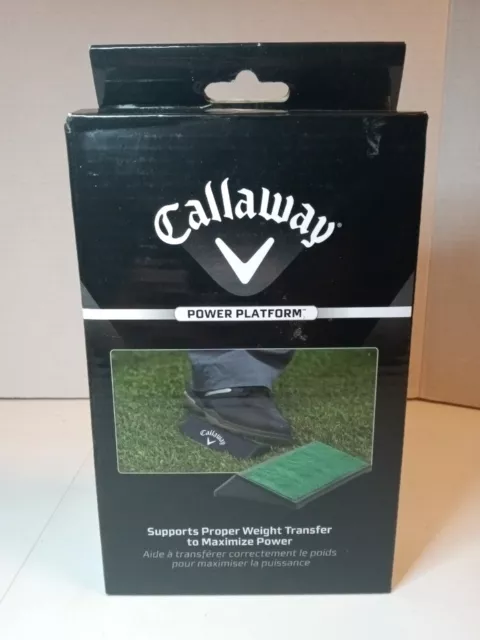 Callaway®
POWER PLATFORM™
Callaway
Supports Proper Weight Transfer
to Maximize Power
Aide à transférer correctement le poids
pour maximiser la puissance